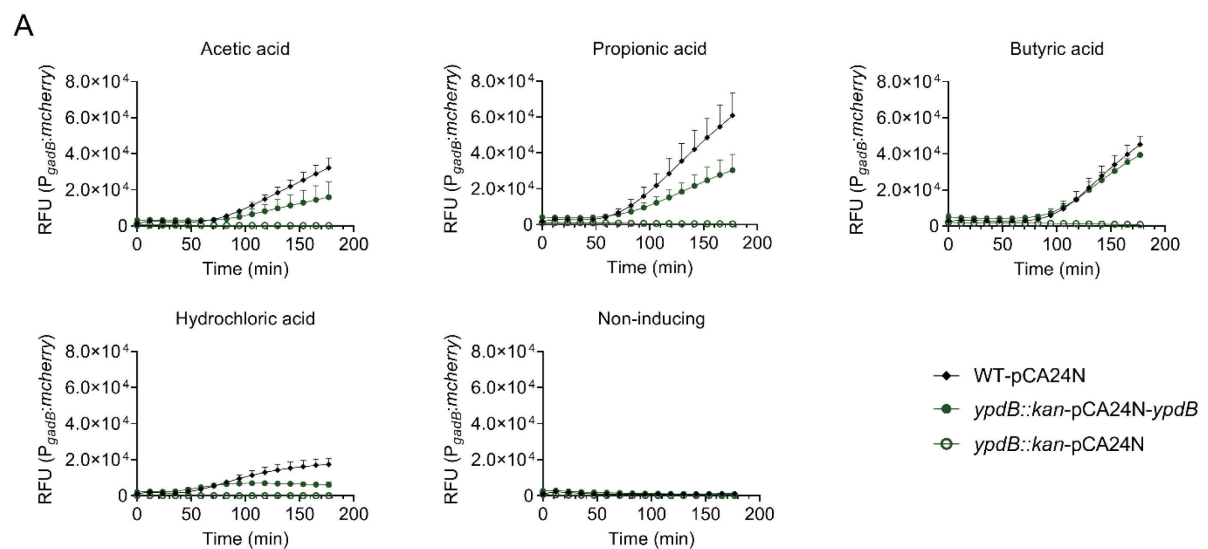 A
Acetic acid
RFU (P_gadB:mcherry)
8.0×10⁴
6.0×10⁴
4.0×10⁴
2.0×10⁴
0
0 50 100 150 200
Time (min)
Propionic acid
RFU (P_gadB:mcherry)
8.0×10⁴
6.0×10⁴
4.0×10⁴
2.0×10⁴
0
0 50 100 150 200
Time (min)
Butyric acid
RFU (P_gadB:mcherry)
8.0×10⁴
6.0×10⁴
4.0×10⁴
2.0×10⁴
0
0 50 100 150 200
Time (min)
Hydrochloric acid
RFU (P_gadB:mcherry)
8.0×10⁴
6.0×10⁴
4.0×10⁴
2.0×10⁴
0
0 50 100 150 200
Time (min)
Non-inducing
RFU (P_gadB:mcherry)
8.0×10⁴
6.0×10⁴
4.0×10⁴
2.0×10⁴
0
0 50 100 150 200
Time (min)
WT-pCA24N
ypdB::kan-pCA24N-ypdB
ypdB::kan-pCA24N